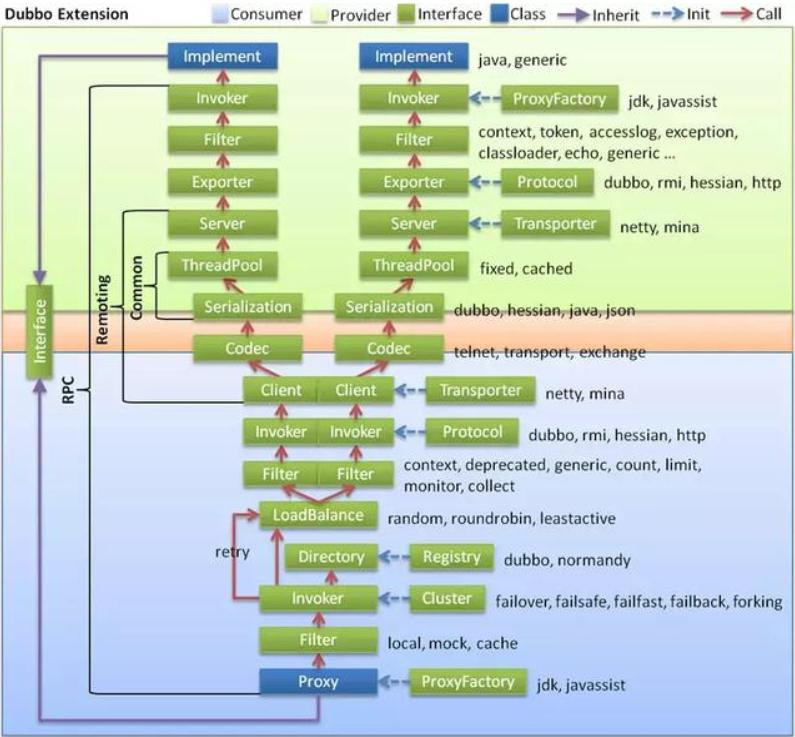 Dubbo Extension Consumer Provider Interface Class Inherit Init Call
Implement Implement java, generic
Invoker Invoker ProxyFactory jdk, javassist
Filter Filter context, token, accesslog, exception,
classloader, echo, generic ...
Exporter Exporter Protocol dubbo, rmi, hessian, http
Server Server Transporter netty, mina
ThreadPool ThreadPool fixed, cached
Common
Remoting
Serialization Serialization dubbo, hessian, java, json
Interface
Codec Codec telnet, transport, exchange
RPC
Client Client Transporter netty, mina
Invoker Invoker Protocol dubbo, rmi, hessian, http
Filter Filter context, deprecated, generic, count, limit,
monitor, collect
LoadBalance random, roundrobin, leastactive
retry
Directory Registry dubbo, normandy
Invoker Cluster failover, failsafe, failfast, failback, forking
Filter local, mock, cache
Proxy ProxyFactory jdk, javassist